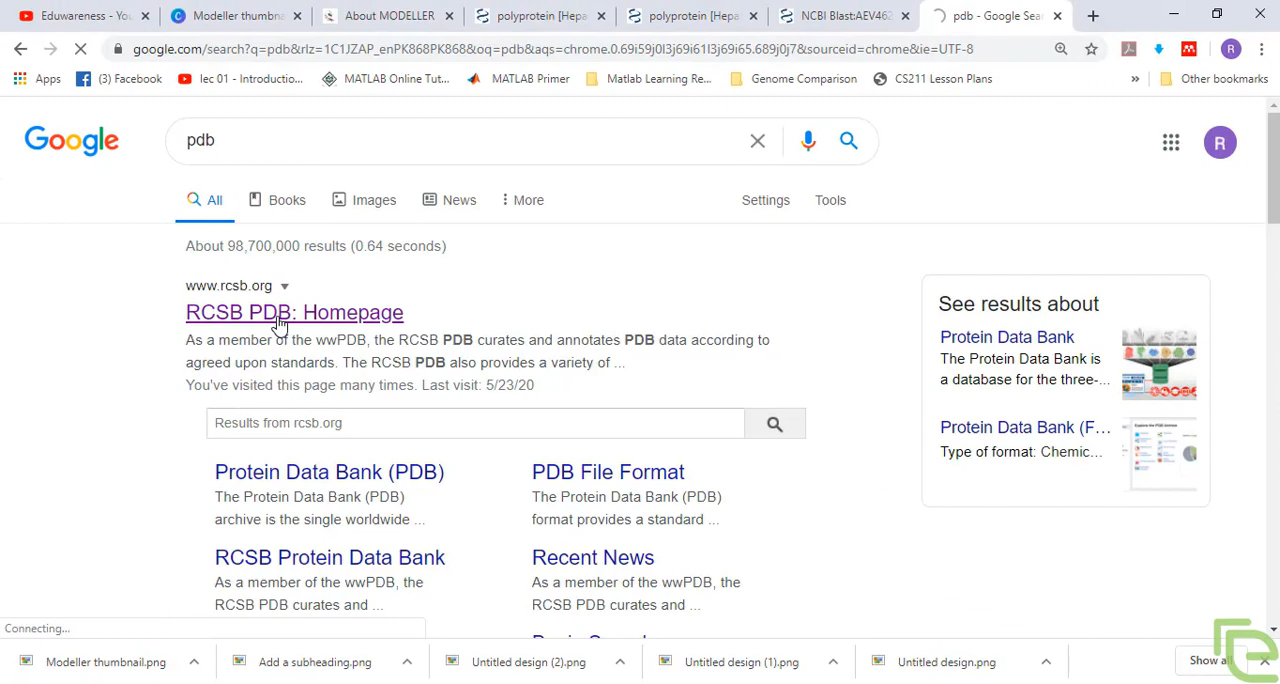 Eduwareness - You
Modeller thumbna
About MODELLER
polyprotein [Hepa
polyprotein [Hepa
NCBI Blast:AEV462
pdb - Google Sear
google.com/search?q=pdb&rlz=1C1JZAP_enPK868PK868&oq=pdb&aqs=chrome.0.69i59j0l3j69i61l3j69i65.689j0j7&sourceid=chrome&ie=UTF-8
R
Apps
(3) Facebook
lec 01 - Introductio...
MATLAB Online Tut...
MATLAB Primer
Matlab Learning Re...
Genome Comparison
CS211 Lesson Plans
»
Other bookmarks
Google
pdb
R
All
Books
Images
News
More
Settings
Tools
About 98,700,000 results (0.64 seconds)
www.rcsb.org
RCSB PDB: Homepage
As a member of the wwPDB, the RCSB PDB curates and annotates PDB data according to
agreed upon standards. The RCSB PDB also provides a variety of ...
You've visited this page many times. Last visit: 5/23/20
Results from rcsb.org
Protein Data Bank (PDB)
The Protein Data Bank (PDB)
archive is the single worldwide ...
PDB File Format
The Protein Data Bank (PDB)
format provides a standard ...
RCSB Protein Data Bank
As a member of the wwPDB, the
RCSB PDB curates and ...
Recent News
As a member of the wwPDB, the
RCSB PDB curates and ...
See results about
Protein Data Bank
The Protein Data Bank is
a database for the three-...
Protein Data Bank (F...
Type of format: Chemic...
Connecting...
Modeller thumbnail.png
Add a subheading.png
Untitled design (2).png
Untitled design (1).png
Untitled design.png
Show all